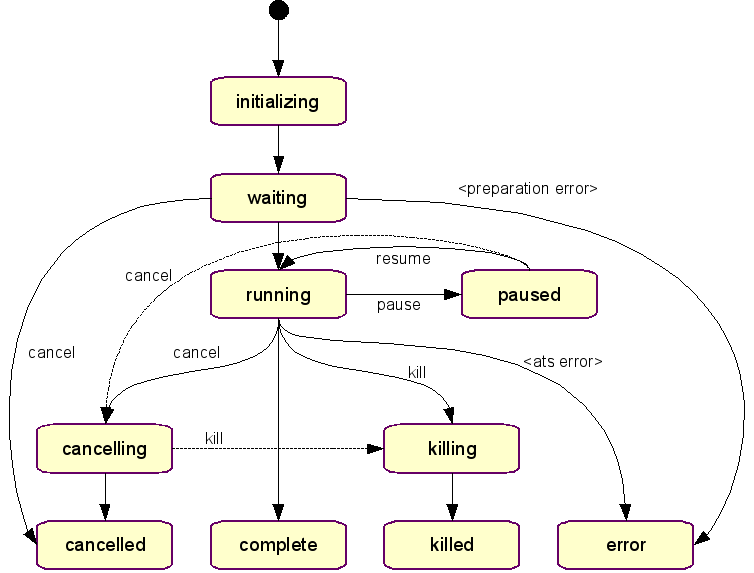 initializing
waiting
<preparation error>
cancel
resume
running
paused
pause
cancel
cancel
<ats error>
kill
cancelling
kill
killing
cancelled
complete
killed
error